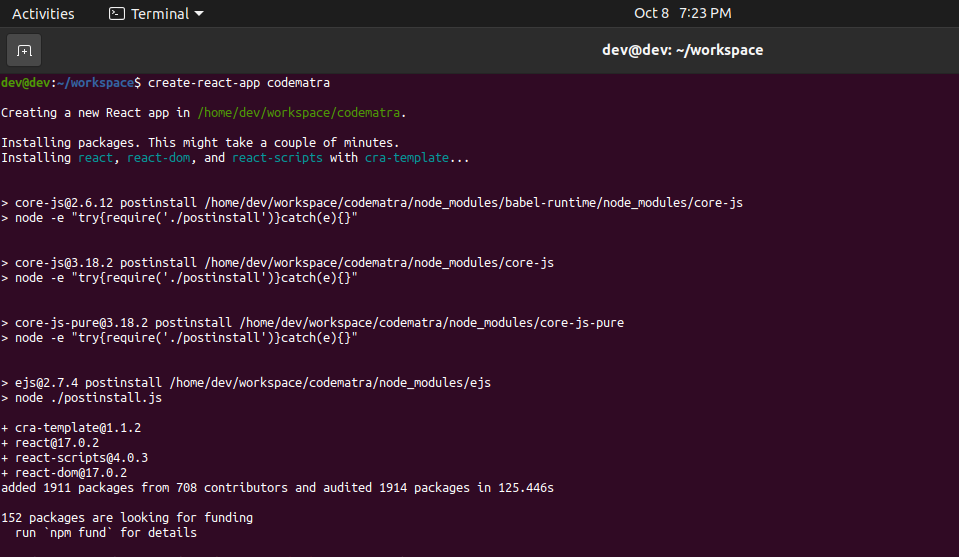 Activities Terminal Oct 8 7:23 PM
dev@dev: ~/workspace
dev@dev:~/workspace$ create-react-app codematra
Creating a new React app in /home/dev/workspace/codematra.
Installing packages. This might take a couple of minutes.
Installing react, react-dom, and react-scripts with cra-template...
> core-js@2.6.12 postinstall /home/dev/workspace/codematra/node_modules/babel-runtime/node_modules/core-js
> node -e "try{require('./postinstall')}catch(e){}"
> core-js@3.18.2 postinstall /home/dev/workspace/codematra/node_modules/core-js
> node -e "try{require('./postinstall')}catch(e){}"
> core-js-pure@3.18.2 postinstall /home/dev/workspace/codematra/node_modules/core-js-pure
> node -e "try{require('./postinstall')}catch(e){}"
> ejs@2.7.4 postinstall /home/dev/workspace/codematra/node_modules/ejs
> node ./postinstall.js
+ cra-template@1.1.2
+ react@17.0.2
+ react-scripts@4.0.3
+ react-dom@17.0.2
added 1911 packages from 708 contributors and audited 1914 packages in 125.446s
152 packages are looking for funding
run `npm fund` for details